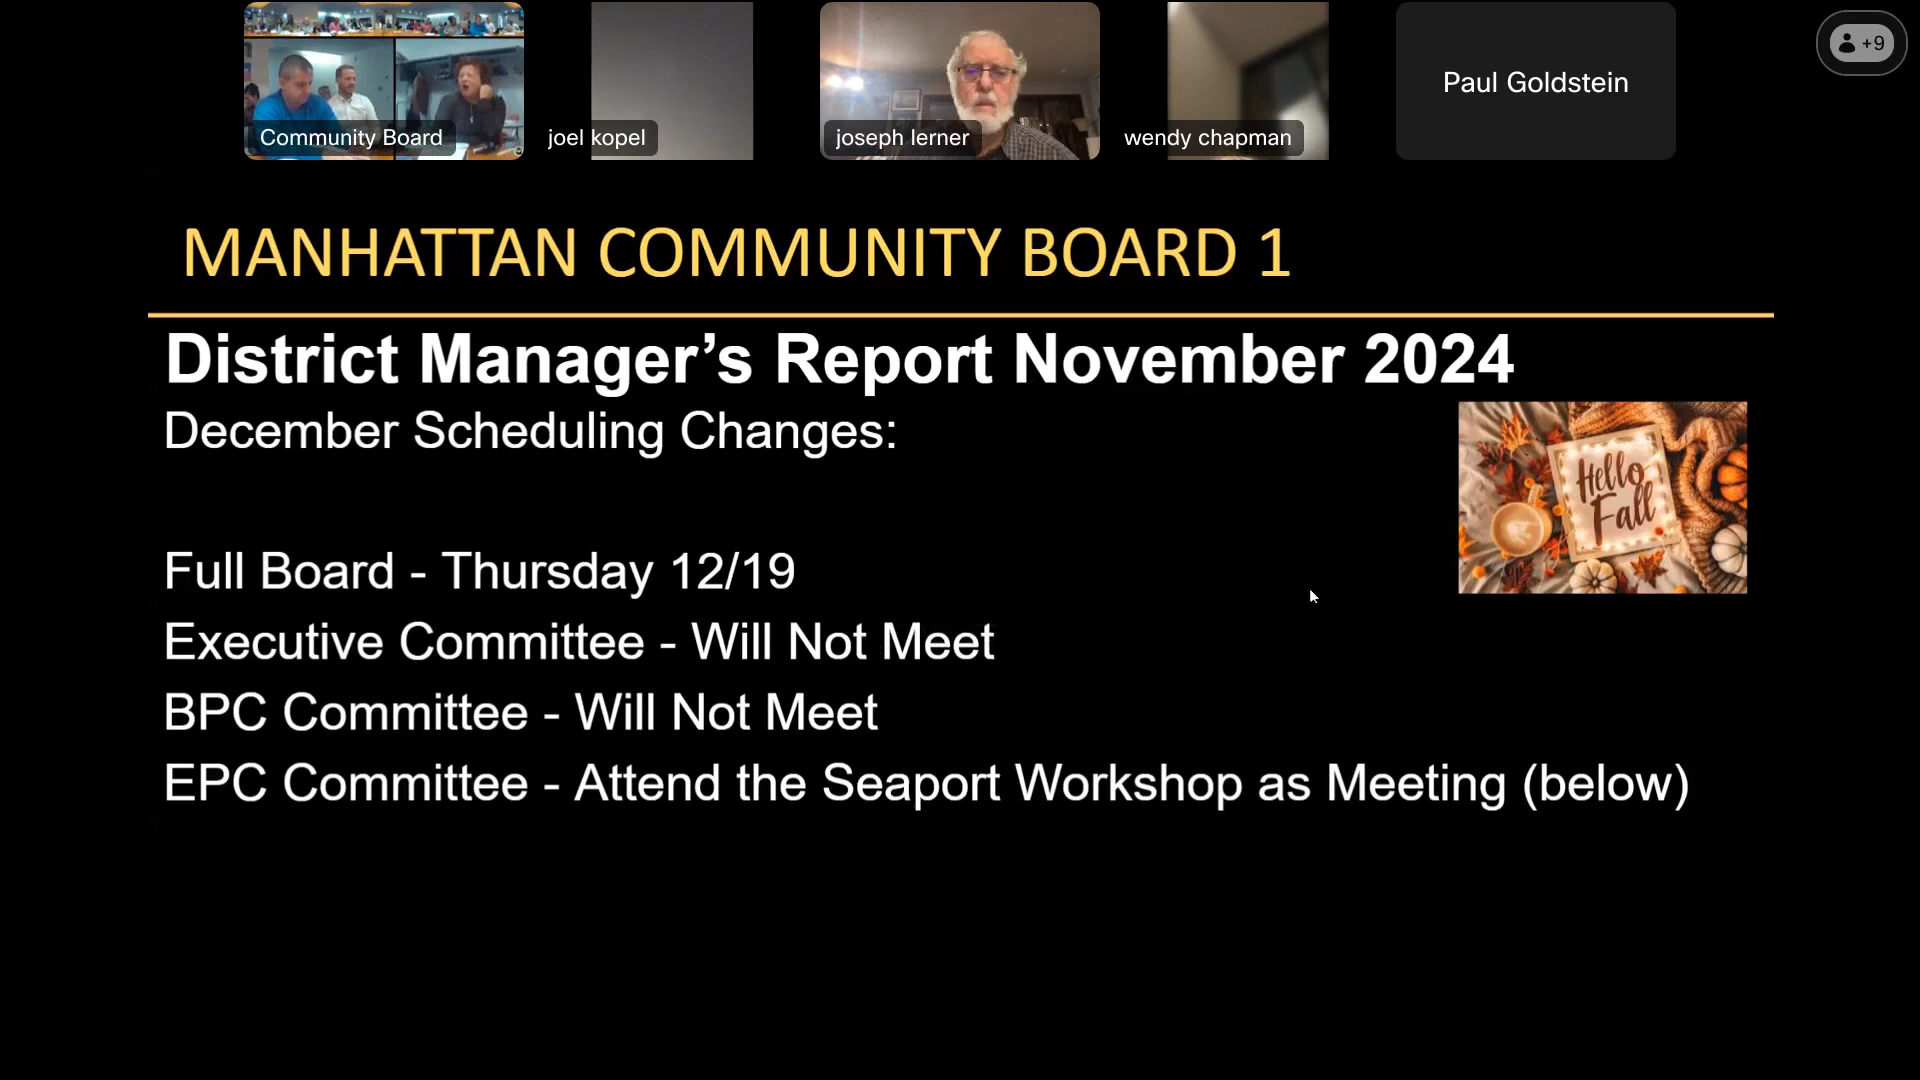 Community Board
joel kopel
joseph lerner
wendy chapman
Paul Goldstein
+9
MANHATTAN COMMUNITY BOARD 1
District Manager’s Report November 2024
December Scheduling Changes:
Hello
Fall
Full Board - Thursday 12/19
Executive Committee - Will Not Meet
BPC Committee - Will Not Meet
EPC Committee - Attend the Seaport Workshop as Meeting (below)